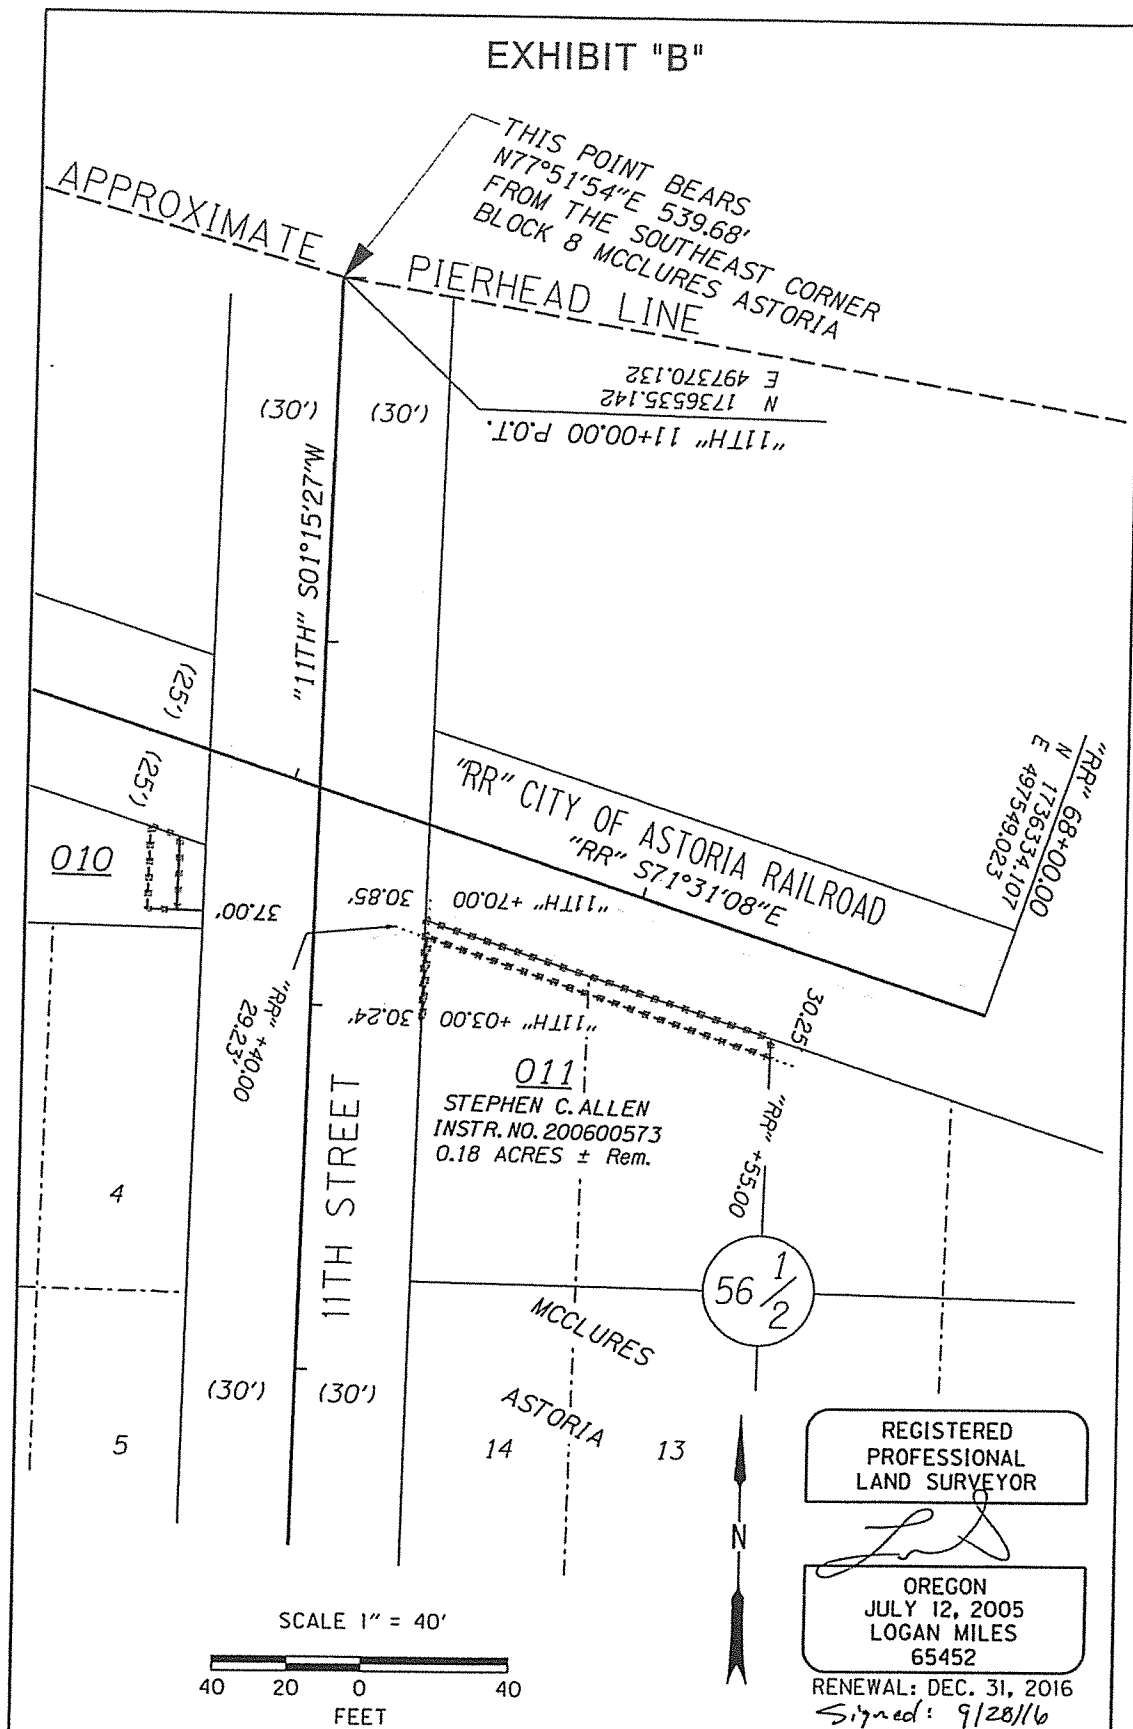 EXHIBIT "B"
THIS POINT BEARS
N77°51'54"E 539.68'
FROM THE SOUTHEAST CORNER
BLOCK 8 MCCLURES ASTORIA
APPROXIMATE PIERHEAD LINE
"11TH" 11+00.00 P.O.T.
N 1736535.142
E 497370.132
(30')
(30')
"11TH" S01°15'27"W
(25')
(25')
"RR" 68+00.00
N 1736334.107
E 497549.023
"RR" CITY OF ASTORIA RAILROAD
"RR" S71°31'08"E
010
37.00'
30.85'
"11TH" +70.00
30.24'
"11TH" +03.00
"RR" +40.00
29.23'
30.25'
"RR" +55.00
011
STEPHEN C. ALLEN
INSTR. NO. 200600573
0.18 ACRES ± Rem.
4
11TH STREET
56 1/2
MCCLURES
ASTORIA
(30')
(30')
5
14
13
N
REGISTERED
PROFESSIONAL
LAND SURVEYOR
OREGON
JULY 12, 2005
LOGAN MILES
65452
RENEWAL: DEC. 31, 2016
Signed: 9/28/16
SCALE 1" = 40'
40 20 0 40
FEET